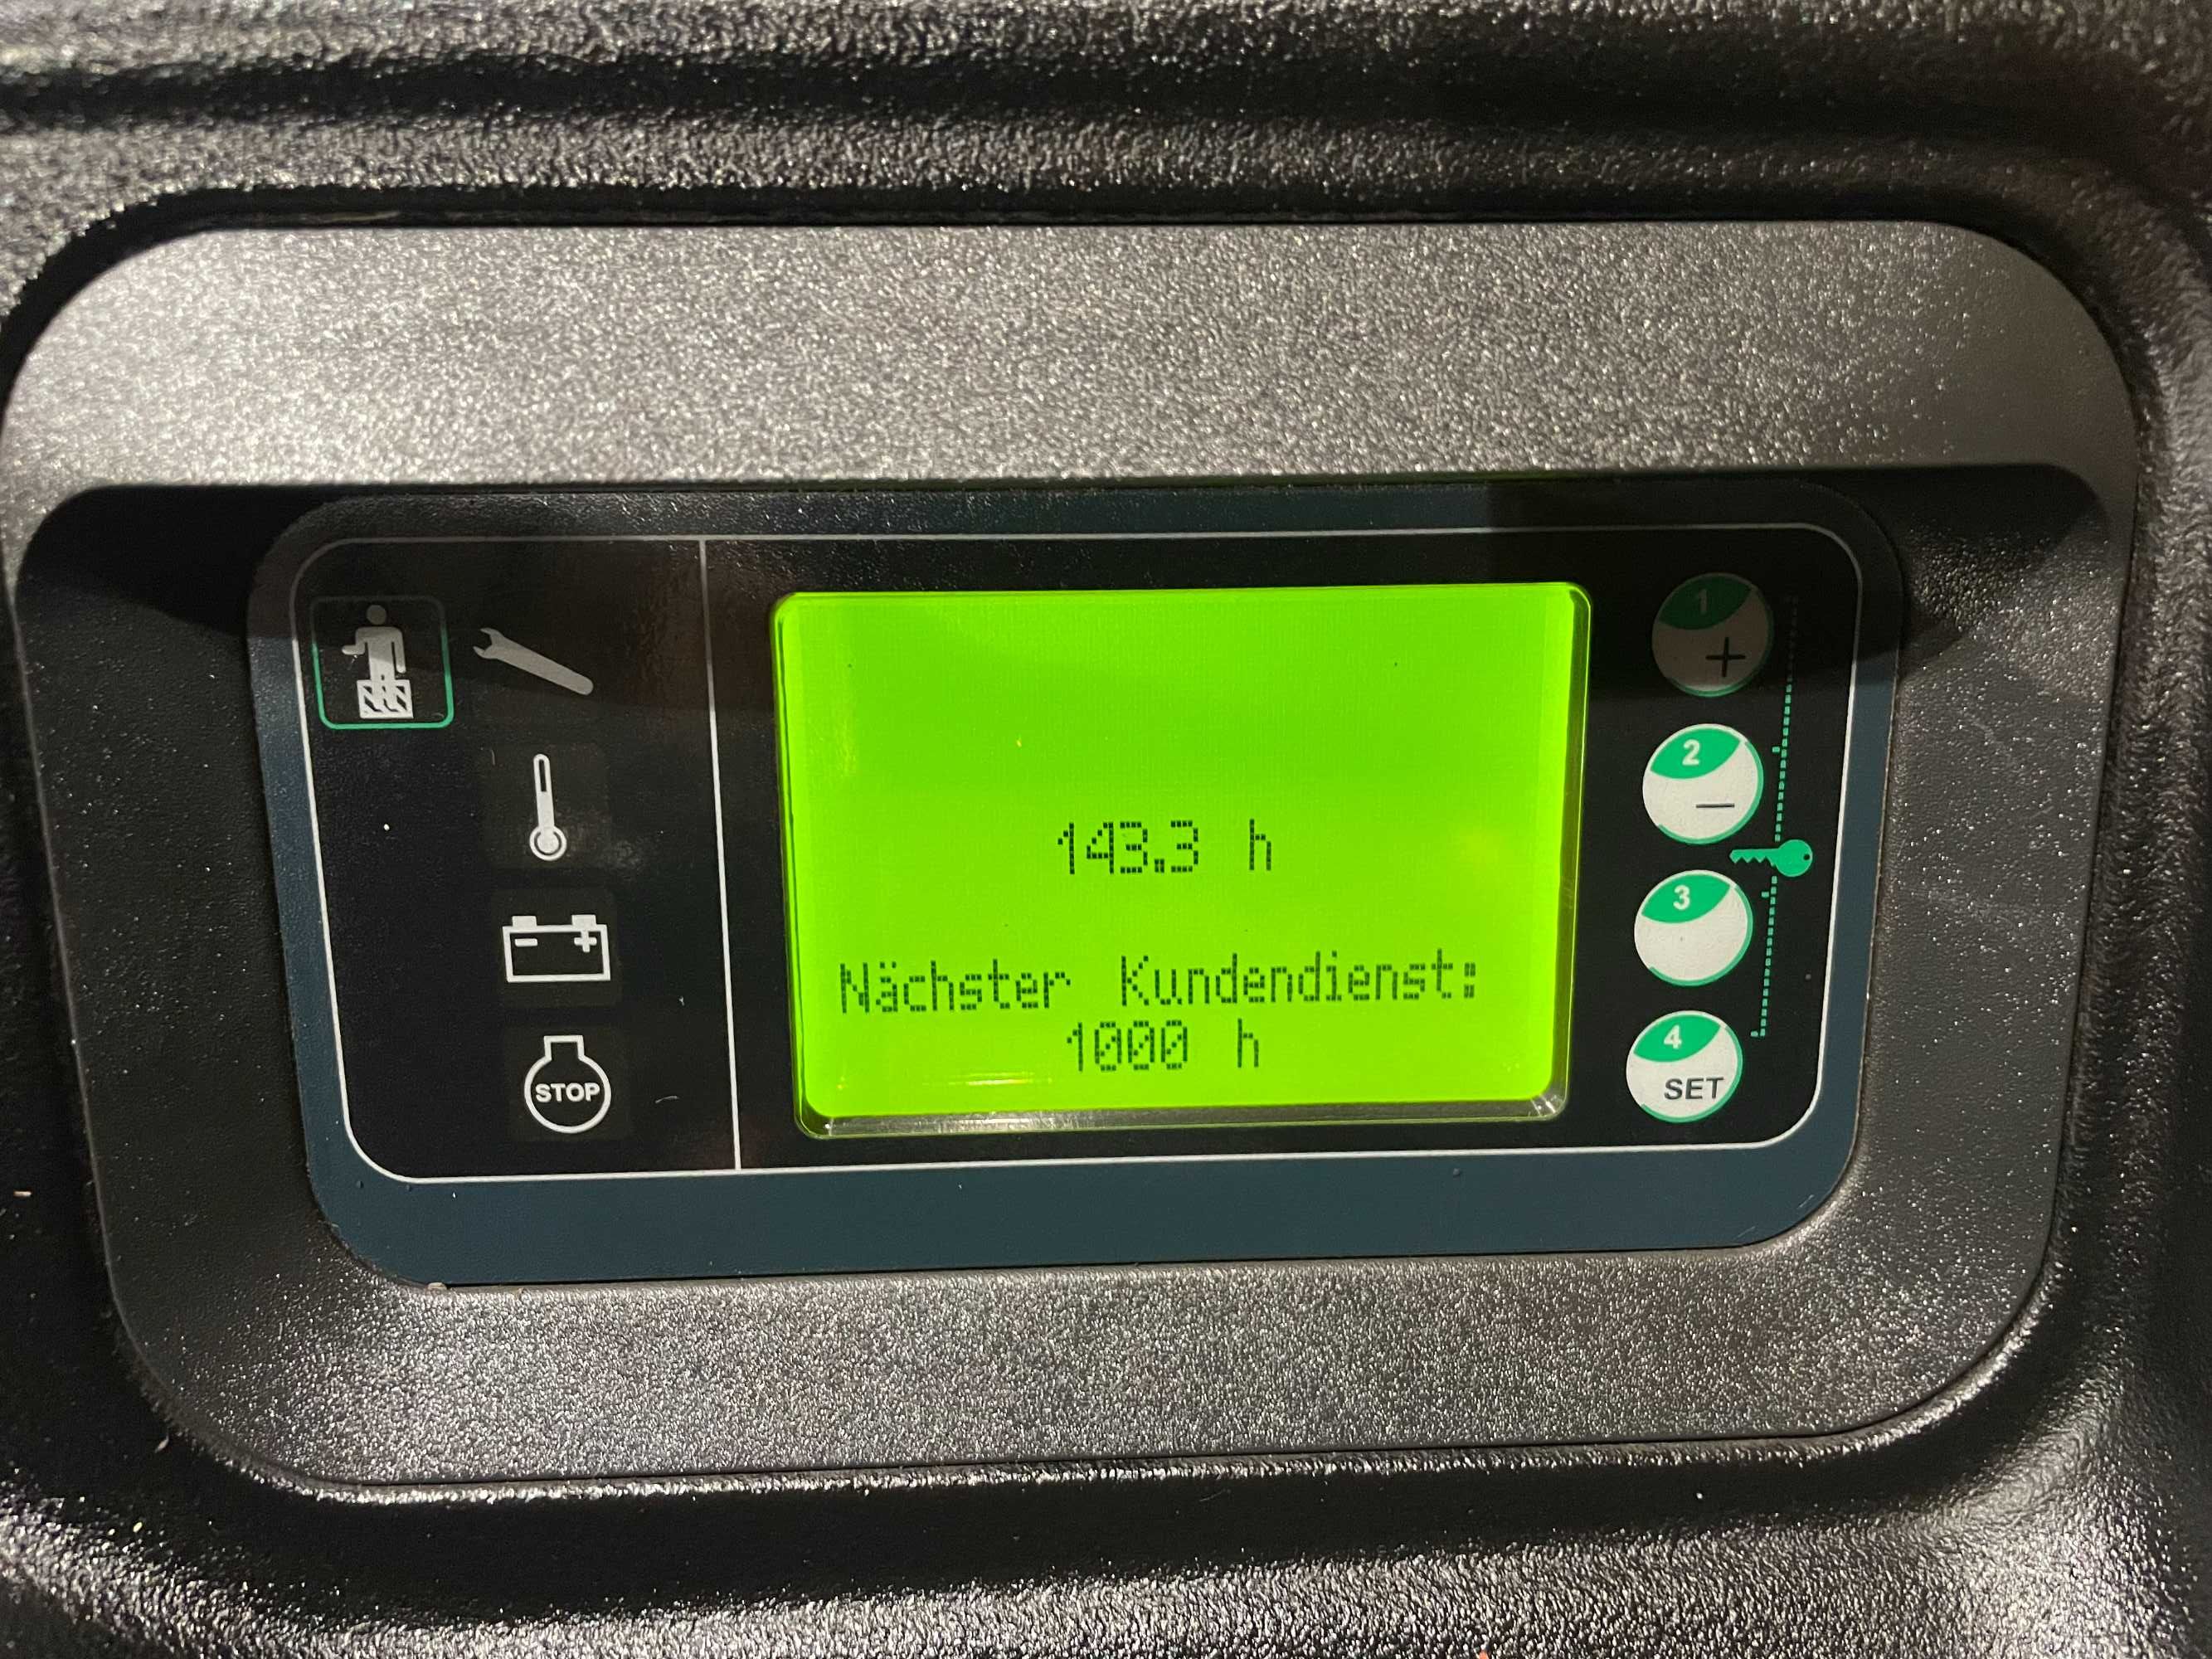 143.3 h
Nächster Kundendienst:
1000 h
STOP
1
+
2
−
3
4
SET